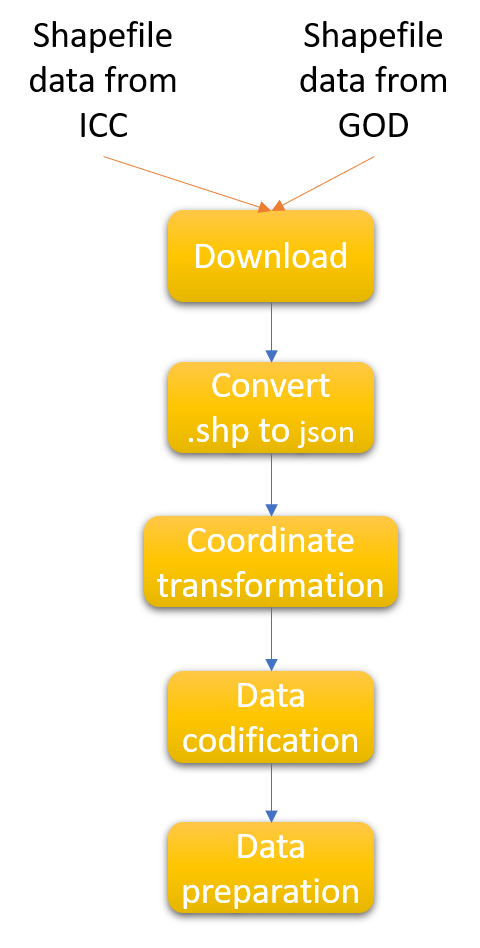 Shapefile
data from
ICC
Shapefile
data from
GOD
Download
Convert
.shp to json
Coordinate
transformation
Data
codification
Data
preparation